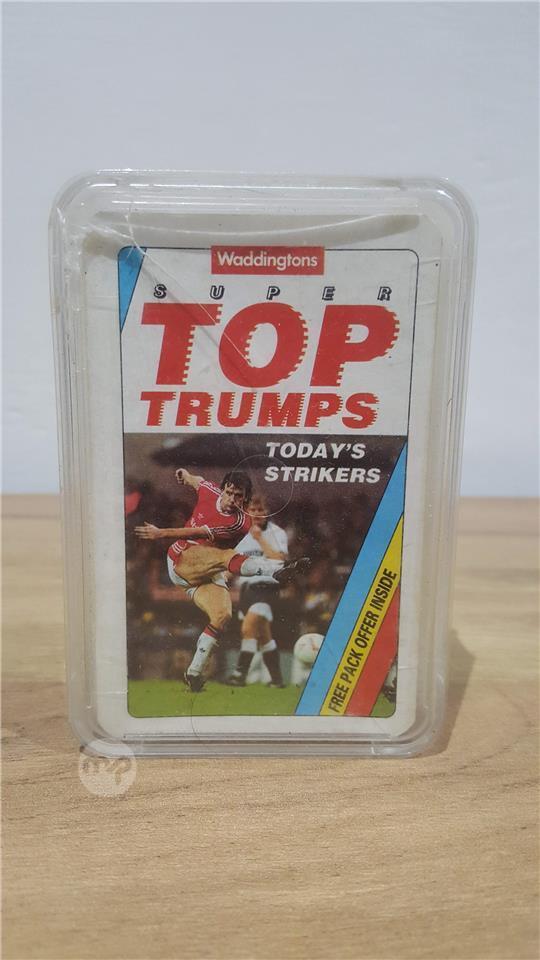 Waddingtons
SUPER
TOP
TRUMPS
TODAY'S
STRIKERS
FREE PACK OFFER INSIDE